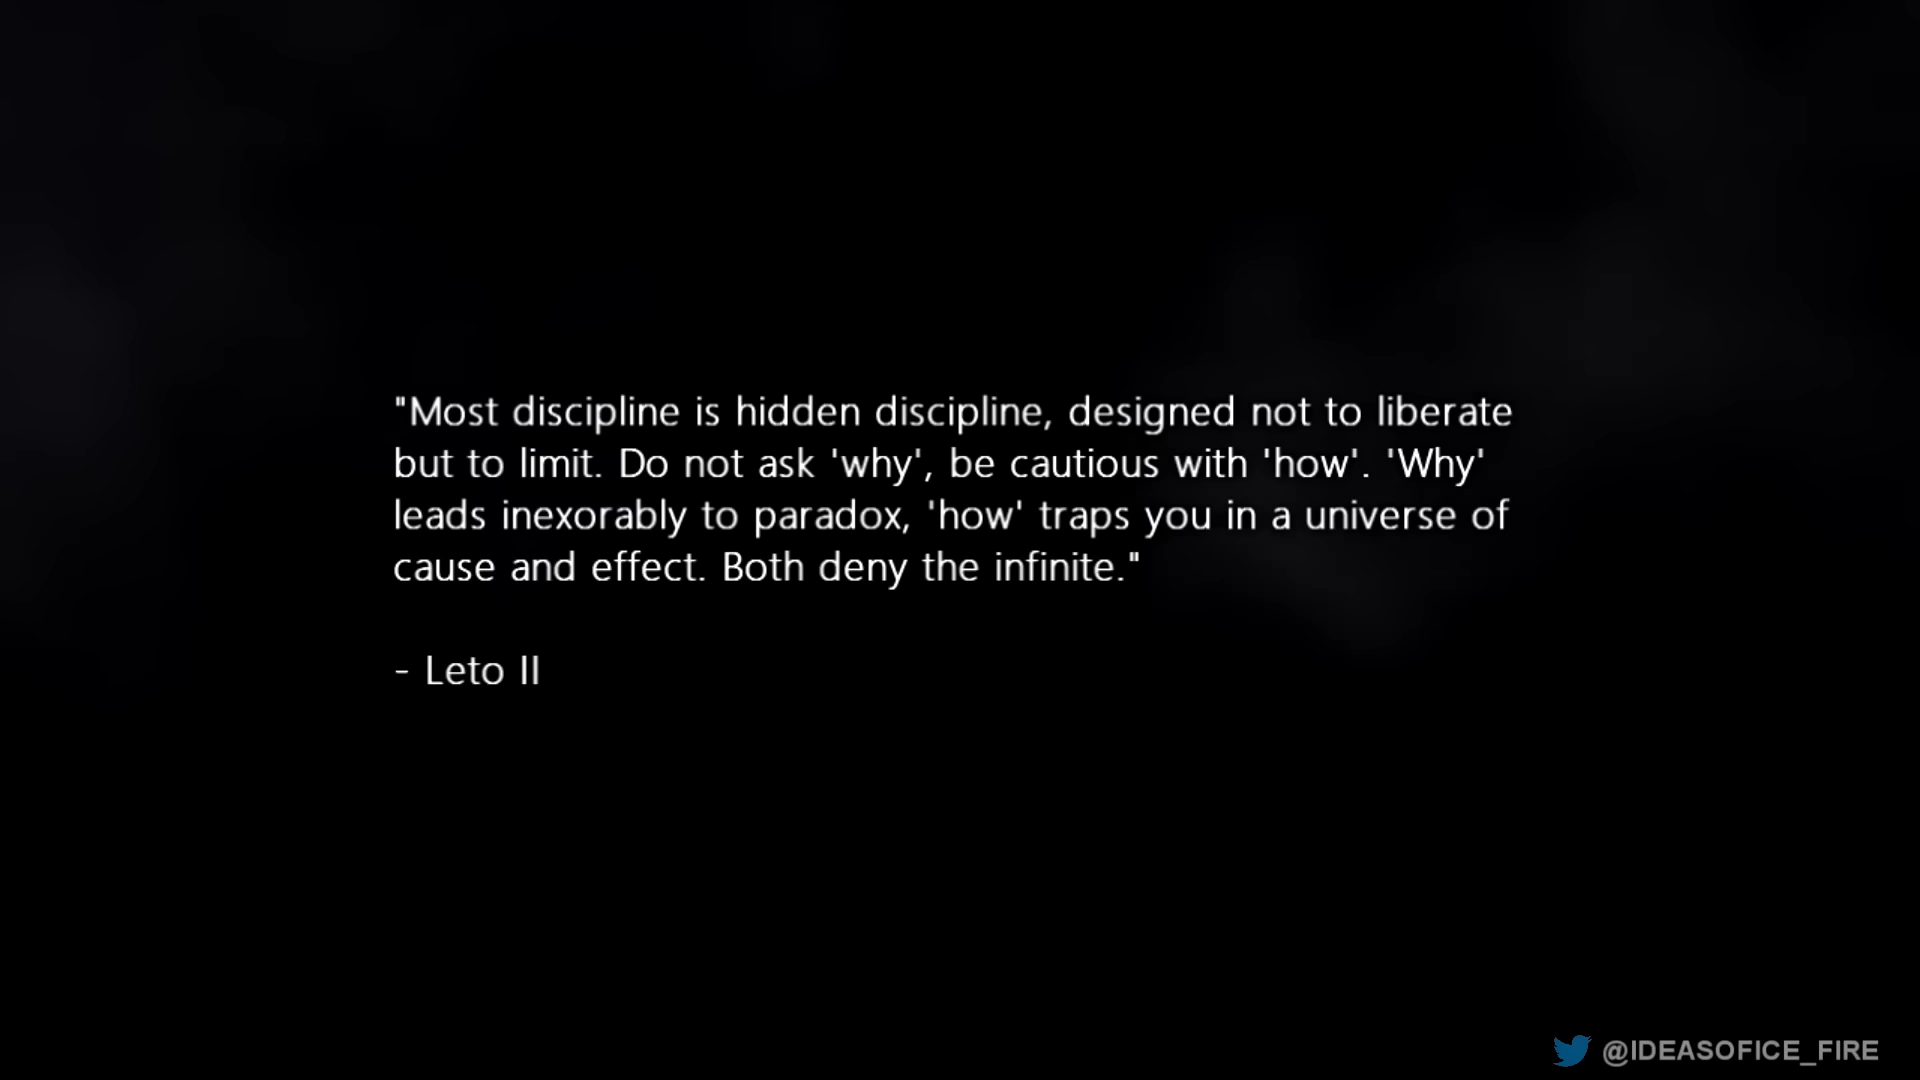 "Most discipline is hidden discipline, designed not to liberate
but to limit. Do not ask 'why', be cautious with 'how'. 'Why'
leads inexorably to paradox, 'how' traps you in a universe of
cause and effect. Both deny the infinite."
- Leto II
@IDEASOFICE_FIRE